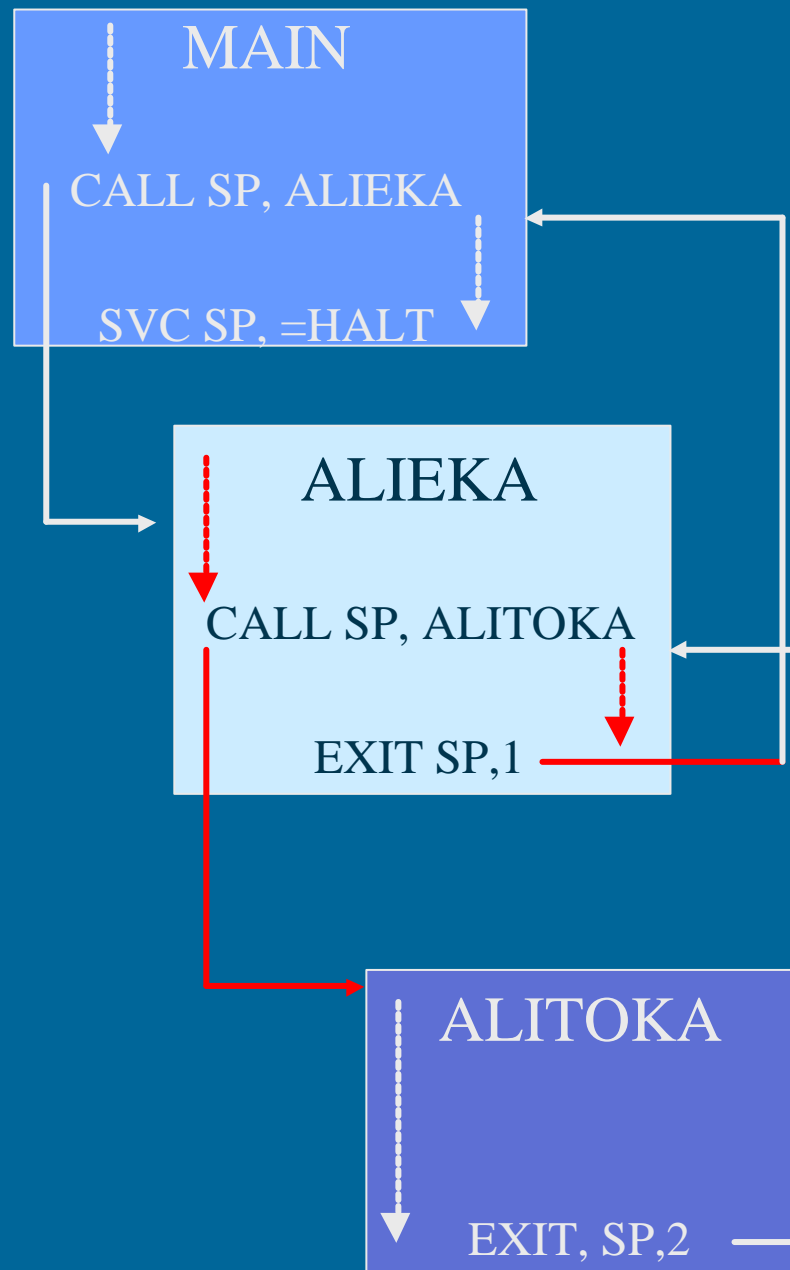 MAIN
CALL SP, ALIEKA
SVC SP, =HALT
ALIEKA
CALL SP, ALITOKA
EXIT SP,1
ALITOKA
EXIT, SP,2